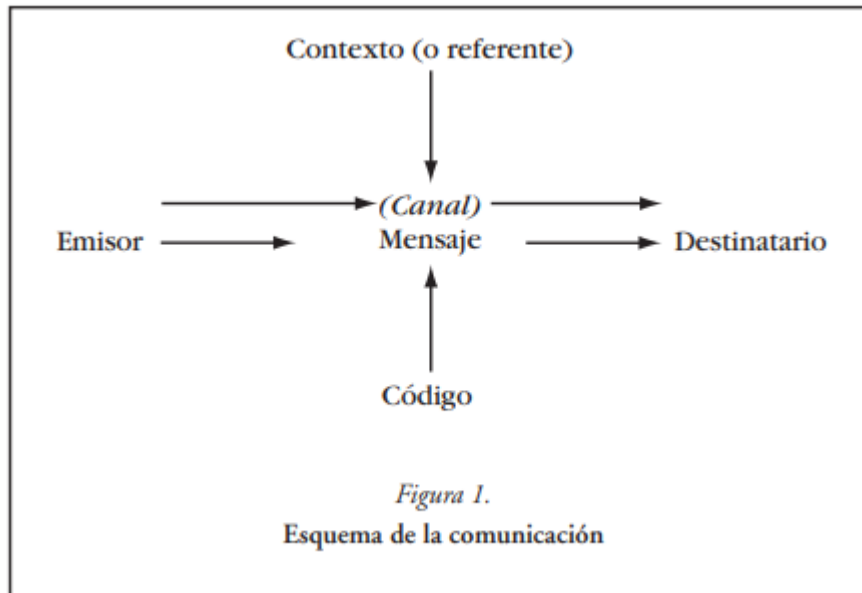 Contexto (o referente)
(Canal)
Emisor
Mensaje
Destinatario
Código
Figura 1.
Esquema de la comunicación